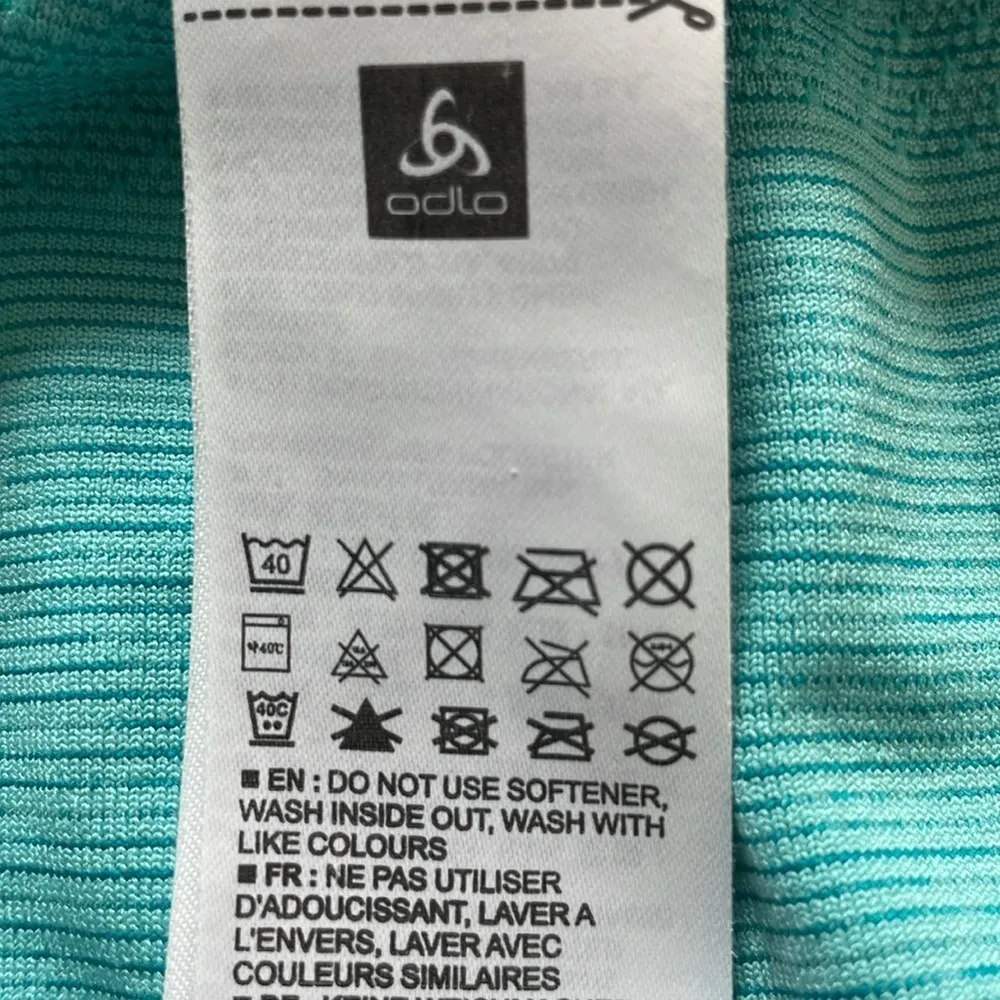 odlo
40
40℃
40C
■ EN : DO NOT USE SOFTENER,
WASH INSIDE OUT, WASH WITH
LIKE COLOURS
■ FR : NE PAS UTILISER
D'ADOUCISSANT, LAVER A
L'ENVERS, LAVER AVEC
COULEURS SIMILAIRES